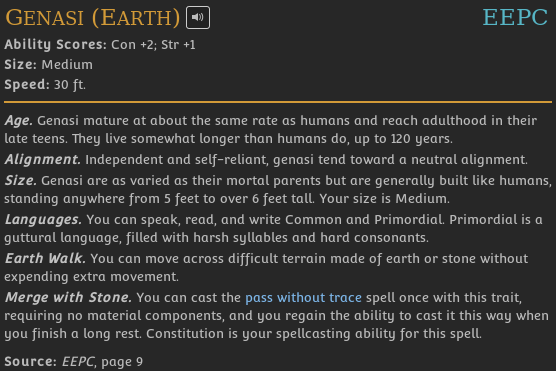 GENASI (EARTH) EEPC
Ability Scores: Con +2; Str +1
Size: Medium
Speed: 30 ft.
Age. Genasi mature at about the same rate as humans and reach adulthood in their
late teens. They live somewhat longer than humans do, up to 120 years.
Alignment. Independent and self-reliant, genasi tend toward a neutral alignment.
Size. Genasi are as varied as their mortal parents but are generally built like humans,
standing anywhere from 5 feet to over 6 feet tall. Your size is Medium.
Languages. You can speak, read, and write Common and Primordial. Primordial is a
guttural language, filled with harsh syllables and hard consonants.
Earth Walk. You can move across difficult terrain made of earth or stone without
expending extra movement.
Merge with Stone. You can cast the pass without trace spell once with this trait,
requiring no material components, and you regain the ability to cast it this way when
you finish a long rest. Constitution is your spellcasting ability for this spell.
Source: EEPC, page 9